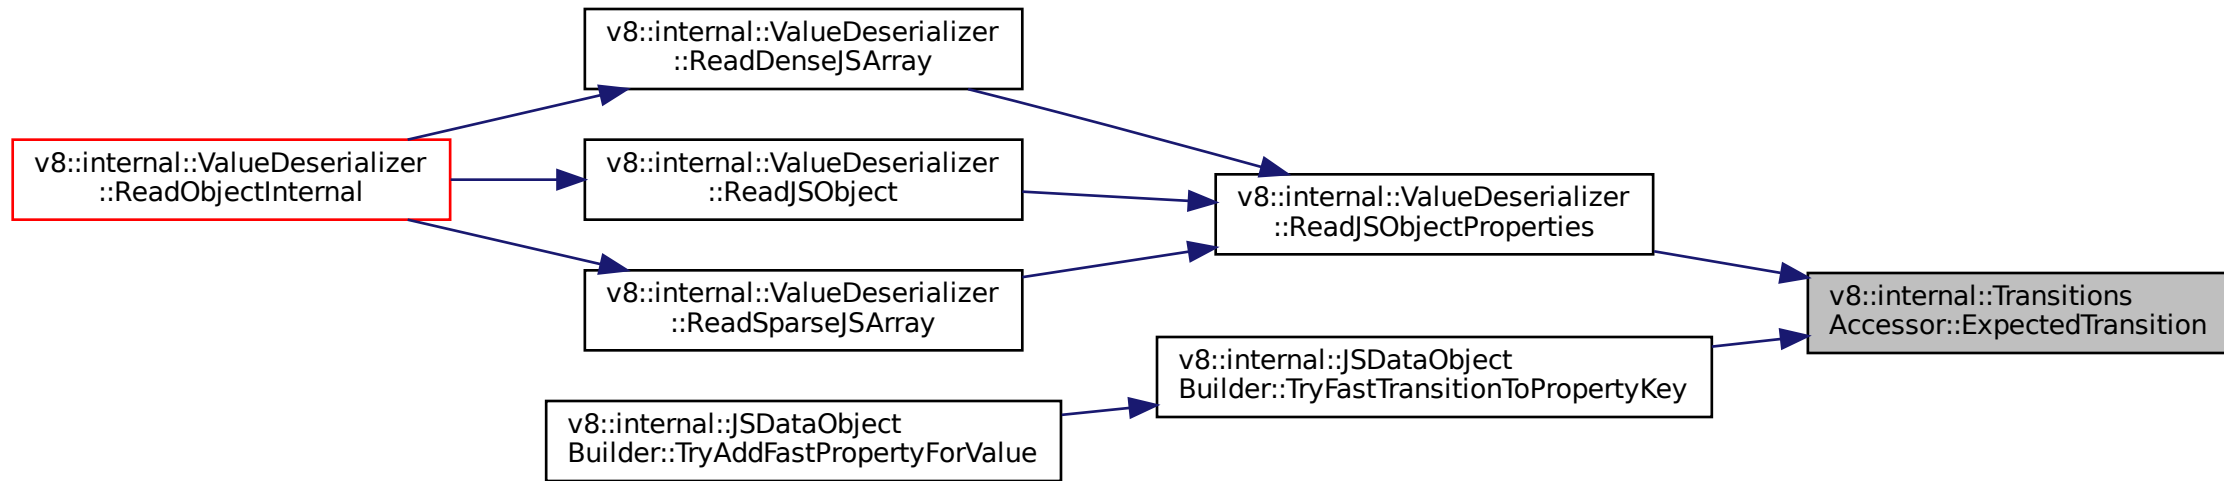 v8::internal::ValueDeserializer
::ReadDenseJSArray
v8::internal::ValueDeserializer
::ReadObjectInternal
v8::internal::ValueDeserializer
::ReadJSObject
v8::internal::ValueDeserializer
::ReadJSObjectProperties
v8::internal::ValueDeserializer
::ReadSparseJSArray
v8::internal::Transitions
Accessor::ExpectedTransition
v8::internal::JSDataObject
Builder::TryFastTransitionToPropertyKey
v8::internal::JSDataObject
Builder::TryAddFastPropertyForValue